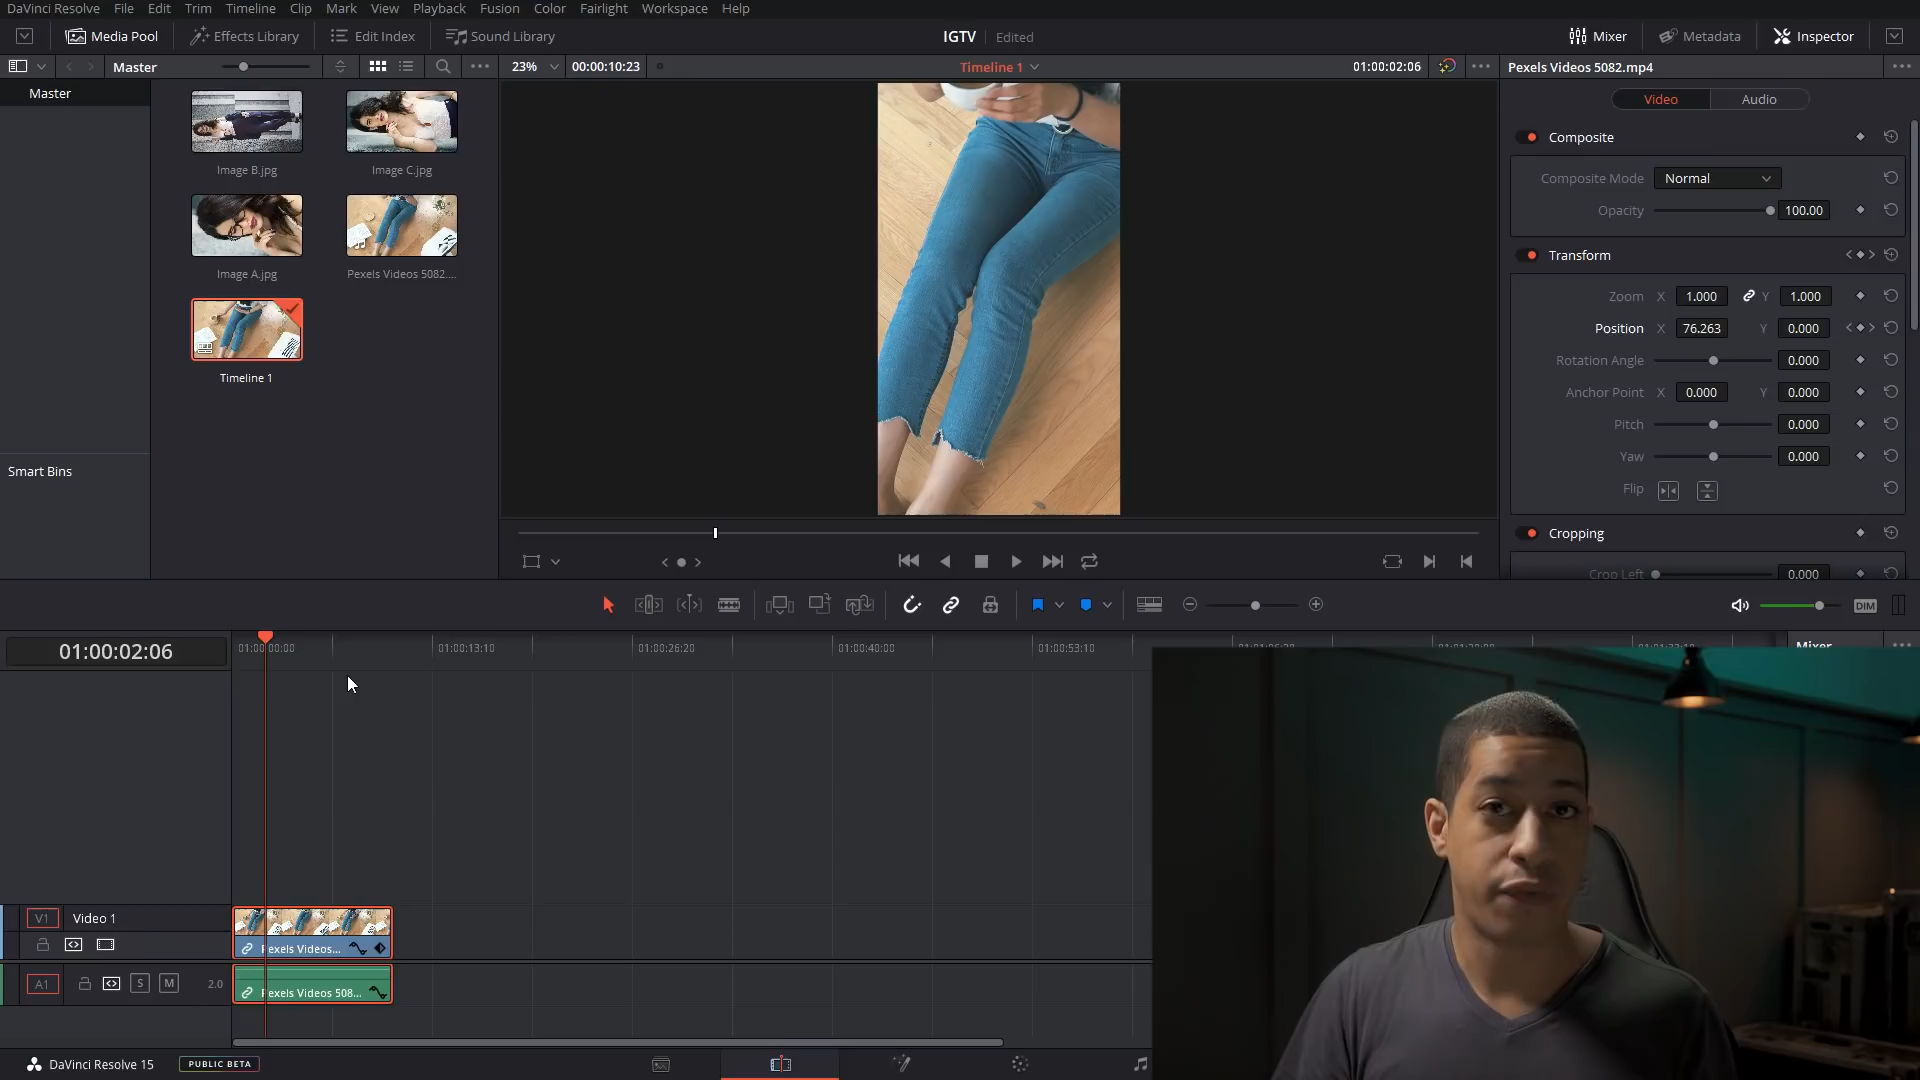 DaVinci Resolve File Edit Trim Timeline Clip Mark View Playback Fusion Color Fairlight Workspace Help
Media Pool Effects Library Edit Index Sound Library IGTV Edited Mixer Metadata Inspector
Master 23% 00:00:10:23 Timeline 1 01:00:02:06 Pexels Videos 5082.mp4
Master
Video Audio
Composite
Image B.jpg Image C.jpg
Composite Mode Normal
Opacity 100.00
Transform
Image A.jpg Pexels Videos 5082....
Zoom X 1.000 Y 1.000
Position X 76.263 Y 0.000
Rotation Angle 0.000
Timeline 1
Anchor Point X 0.000 Y 0.000
Pitch 0.000
Yaw 0.000
Smart Bins
Flip
Cropping
Crop Left 0.000
DIM
01:00:02:06
01:00:00:00 01:00:13:10 01:00:26:20 01:00:40:00 01:00:53:10
Mixer
V1 Video 1
Pexels Videos...
A1 S M 2.0
Pexels Videos 508...
DaVinci Resolve 15 PUBLIC BETA